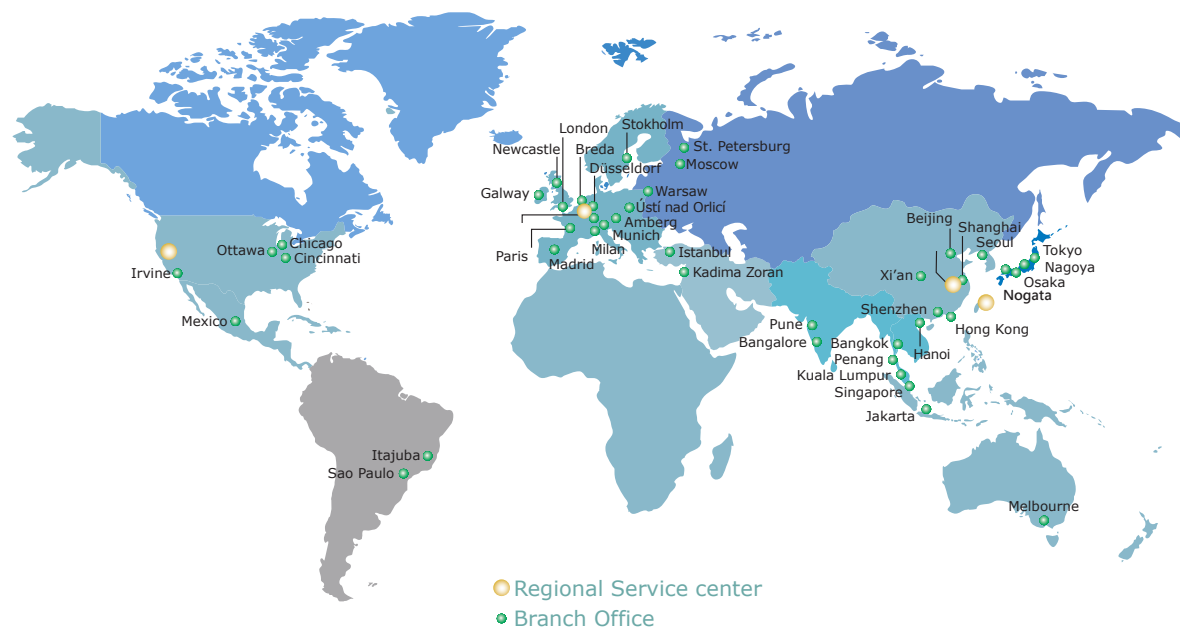 London
Stokholm
Newcastle
Breda
St. Petersburg
Düsseldorf
Moscow
Galway
Warsaw
Ústí nad Orlicí
Amberg
Munich
Paris
Milan
Madrid
Istanbul
Kadima Zoran
Ottawa
Chicago
Cincinnati
Irvine
Mexico
Beijing
Shanghai
Seoul
Tokyo
Nagoya
Osaka
Nogata
Xi’an
Shenzhen
Hong Kong
Pune
Bangalore
Bangkok
Hanoi
Penang
Kuala Lumpur
Singapore
Jakarta
Itajuba
Sao Paulo
Melbourne
Regional Service center
Branch Office